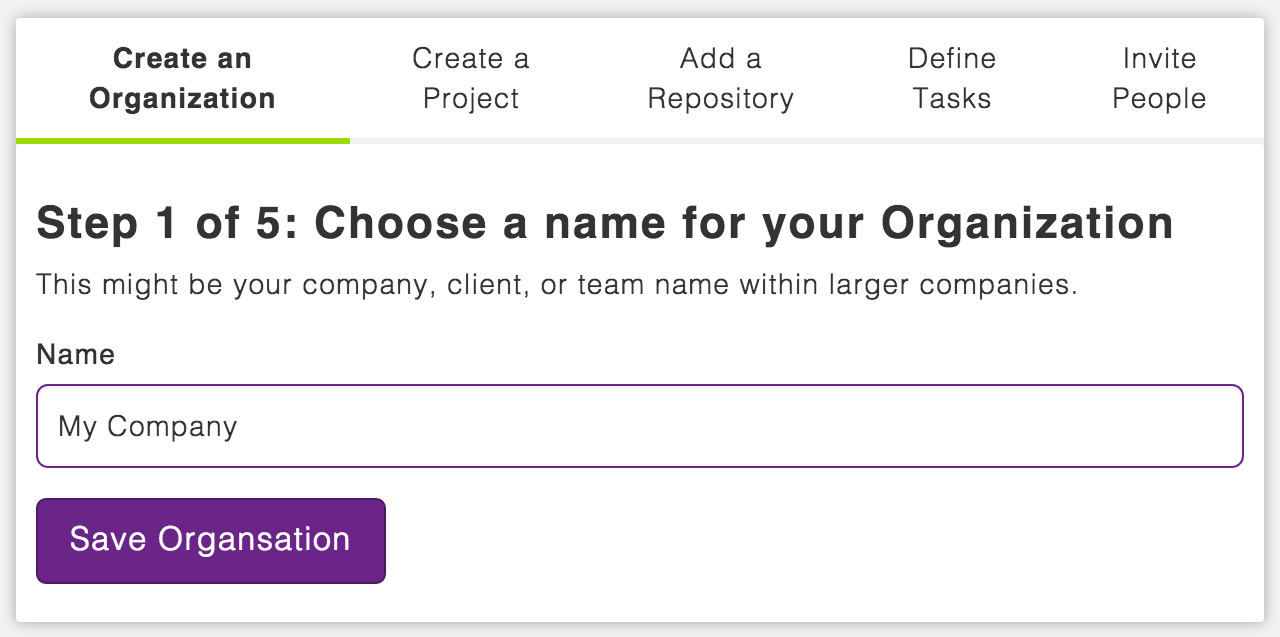 Create an
Organization
Create a
Project
Add a
Repository
Define
Tasks
Invite
People
Step 1 of 5: Choose a name for your Organization
This might be your company, client, or team name within larger companies.
Name
My Company
Save Organsation